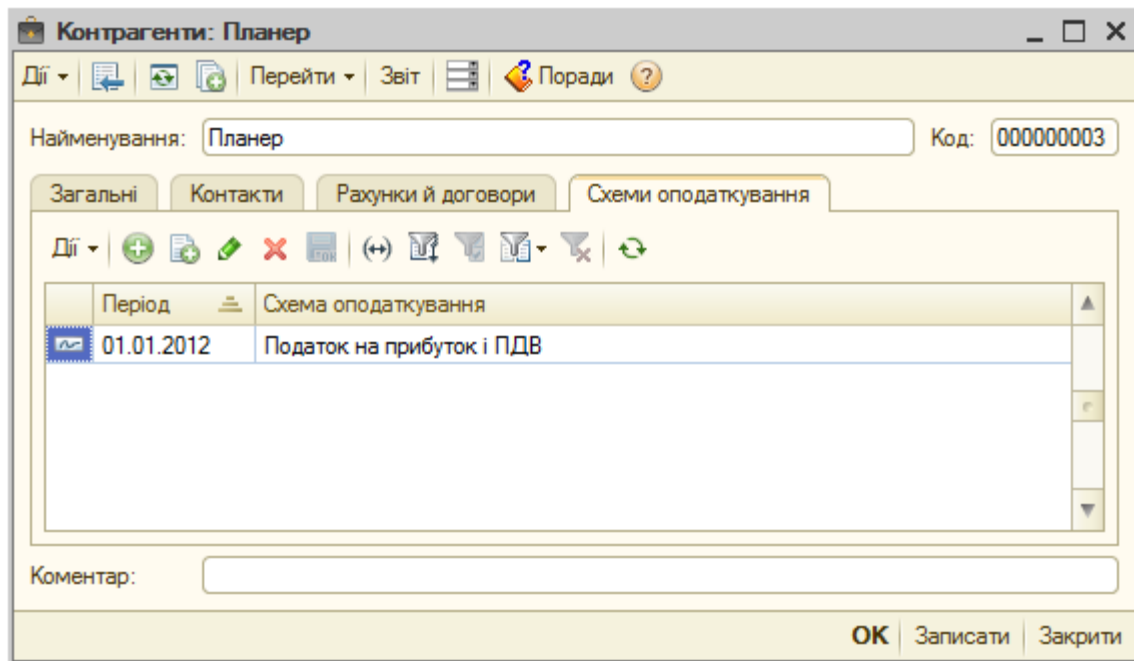 Контрагенти: Планер
Дії Перейти Звіт Поради ?
Найменування: Планер Код: 000000003
Загальні Контакти Рахунки й договори Схеми оподаткування
Дії
Період Схема оподаткування
01.01.2012 Податок на прибуток і ПДВ
Коментар:
ОК Записати Закрити